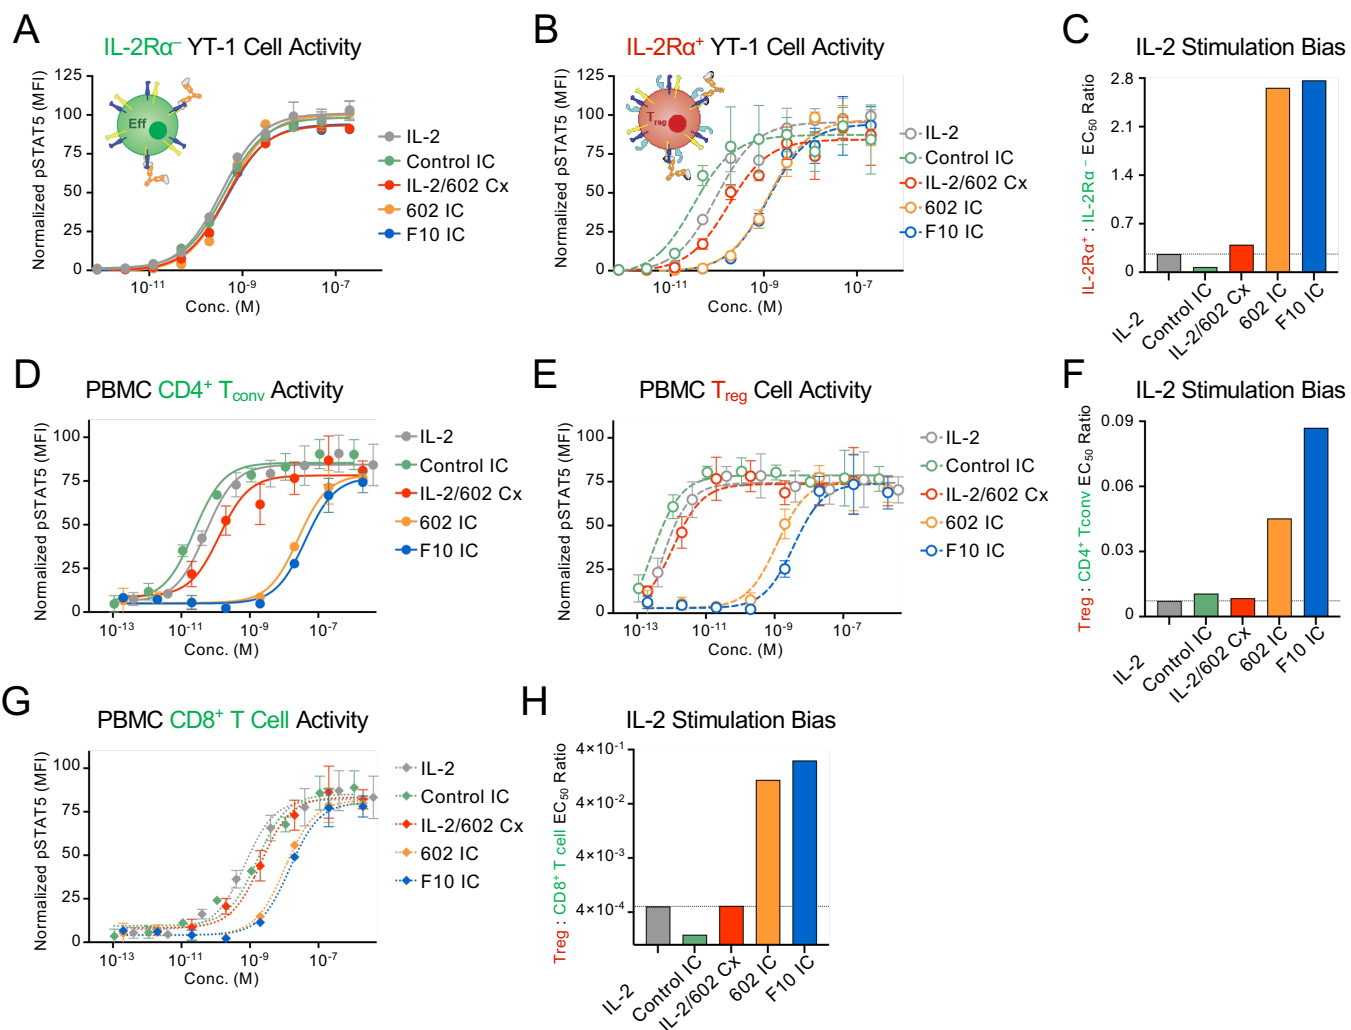 A
IL-2Rα⁻ YT-1 Cell Activity
Normalized pSTAT5 (MFI)
125
100
75
50
25
0
10⁻¹¹
10⁻⁹
10⁻⁷
Conc. (M)
Eff
IL-2
Control IC
IL-2/602 Cx
602 IC
F10 IC
B
IL-2Rα⁺ YT-1 Cell Activity
Normalized pSTAT5 (MFI)
125
100
75
50
25
0
10⁻¹¹
10⁻⁹
10⁻⁷
Conc. (M)
Treg
IL-2
Control IC
IL-2/602 Cx
602 IC
F10 IC
C
IL-2 Stimulation Bias
IL-2Rα⁺ : IL-2Rα⁻ EC₅₀ Ratio
2.8
2.1
1.4
0.7
0
IL-2
Control IC
IL-2/602 Cx
602 IC
F10 IC
D
PBMC CD4⁺ Tconv Activity
Normalized pSTAT5 (MFI)
100
75
50
25
0
10⁻¹³
10⁻¹¹
10⁻⁹
10⁻⁷
Conc. (M)
IL-2
Control IC
IL-2/602 Cx
602 IC
F10 IC
E
PBMC Treg Cell Activity
Normalized pSTAT5 (MFI)
100
75
50
25
0
10⁻¹³
10⁻¹¹
10⁻⁹
10⁻⁷
Conc. (M)
IL-2
Control IC
IL-2/602 Cx
602 IC
F10 IC
F
IL-2 Stimulation Bias
Treg : CD4⁺ Tconv EC₅₀ Ratio
0.09
0.06
0.03
0
IL-2
Control IC
IL-2/602 Cx
602 IC
F10 IC
G
PBMC CD8⁺ T Cell Activity
Normalized pSTAT5 (MFI)
100
75
50
25
0
10⁻¹³
10⁻¹¹
10⁻⁹
10⁻⁷
Conc. (M)
IL-2
Control IC
IL-2/602 Cx
602 IC
F10 IC
H
IL-2 Stimulation Bias
Treg : CD8⁺ T cell EC₅₀ Ratio
4×10⁻¹
4×10⁻²
4×10⁻³
4×10⁻⁴
IL-2
Control IC
IL-2/602 Cx
602 IC
F10 IC